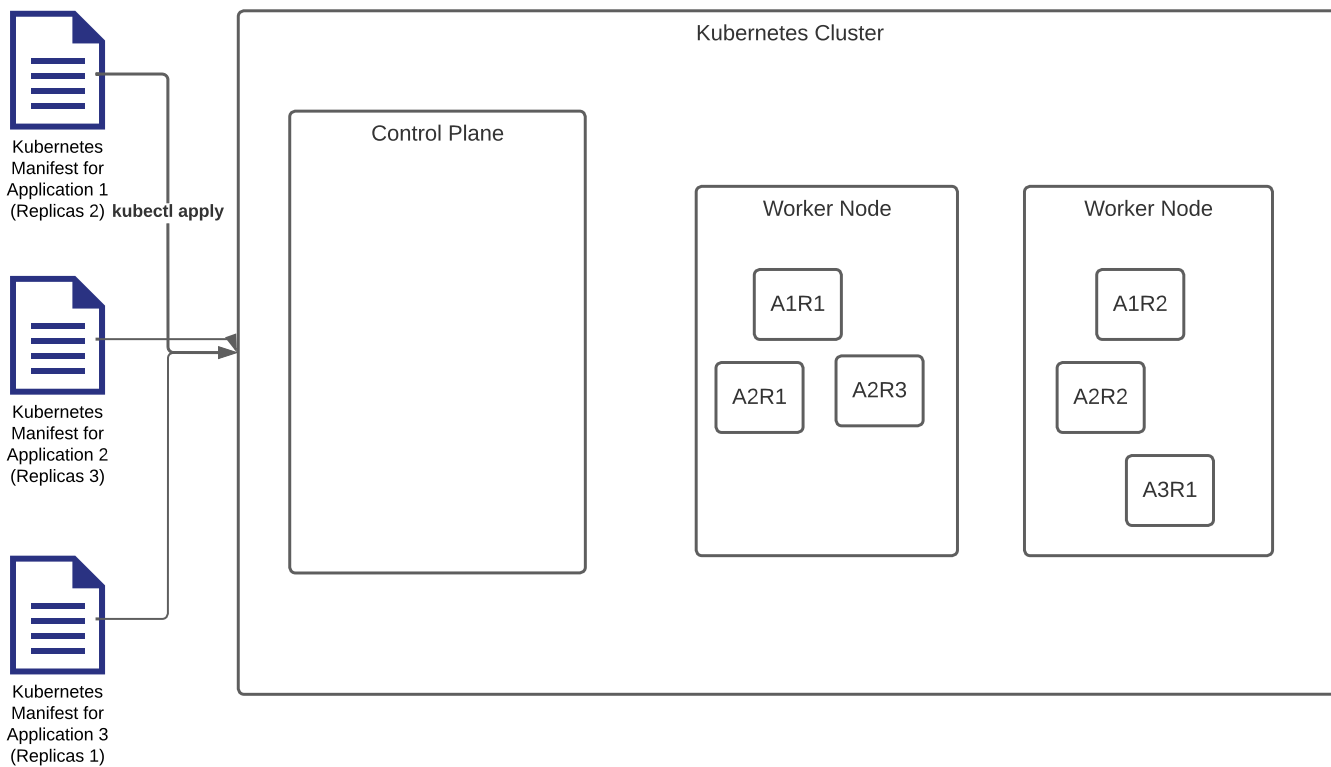 Kubernetes
Manifest for
Application 1
(Replicas 2)
kubectl apply
Kubernetes
Manifest for
Application 2
(Replicas 3)
Kubernetes
Manifest for
Application 3
(Replicas 1)
Kubernetes Cluster
Control Plane
Worker Node
A1R1
A2R1
A2R3
Worker Node
A1R2
A2R2
A3R1